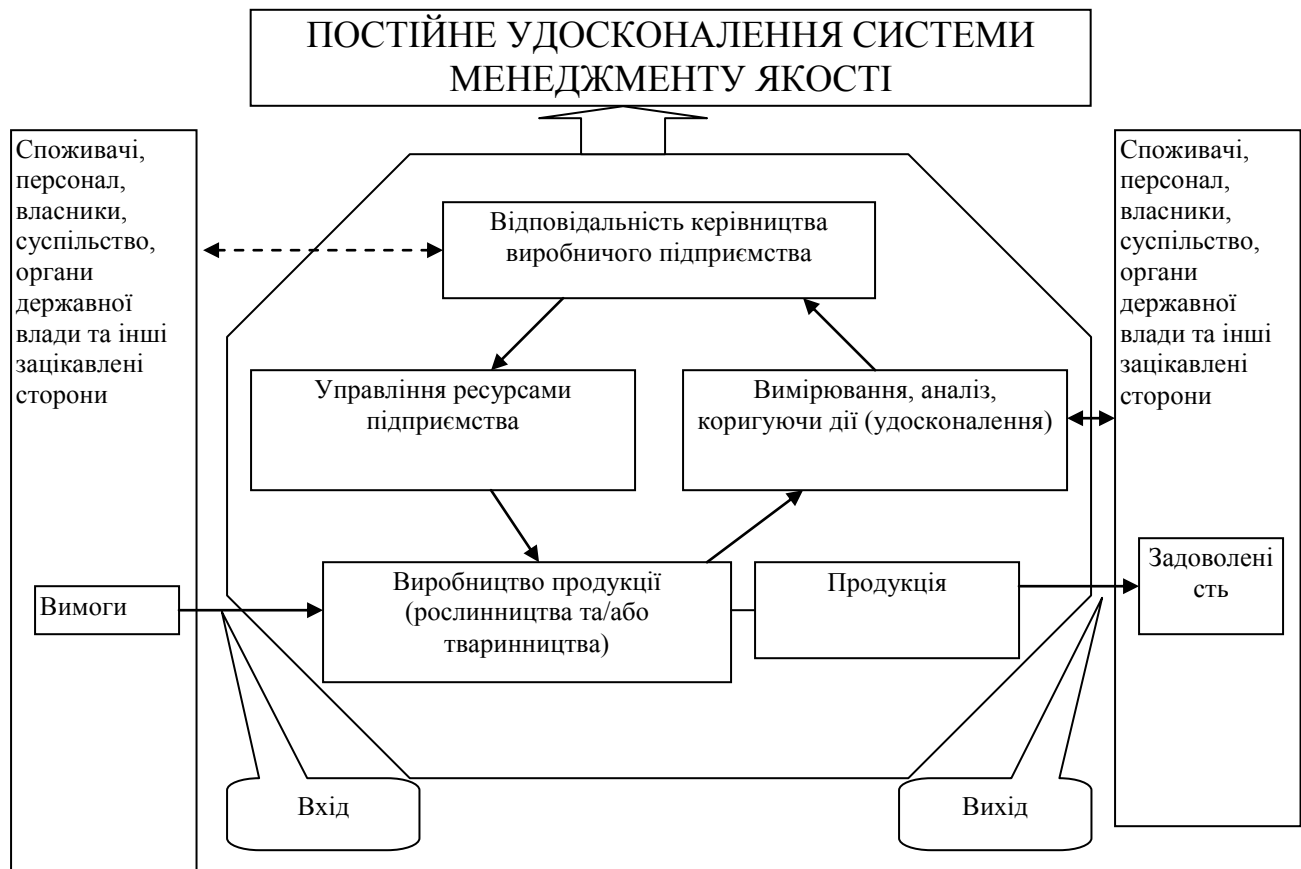 ПОСТІЙНЕ УДОСКОНАЛЕННЯ СИСТЕМИ
МЕНЕДЖМЕНТУ ЯКОСТІ
Споживачі,
персонал,
власники,
суспільство,
органи
державної
влади та інші
зацікавлені
сторони
Відповідальність керівництва
виробничого підприємства
Споживачі,
персонал,
власники,
суспільство,
органи
державної
влади та інші
зацікавлені
сторони
Управління ресурсами
підприємства
Вимірювання, аналіз,
коригуючи дії (удосконалення)
Вимоги
Виробництво продукції
(рослинництва та/або
тваринництва)
Продукція
Задоволені
сть
Вхід
Вихід